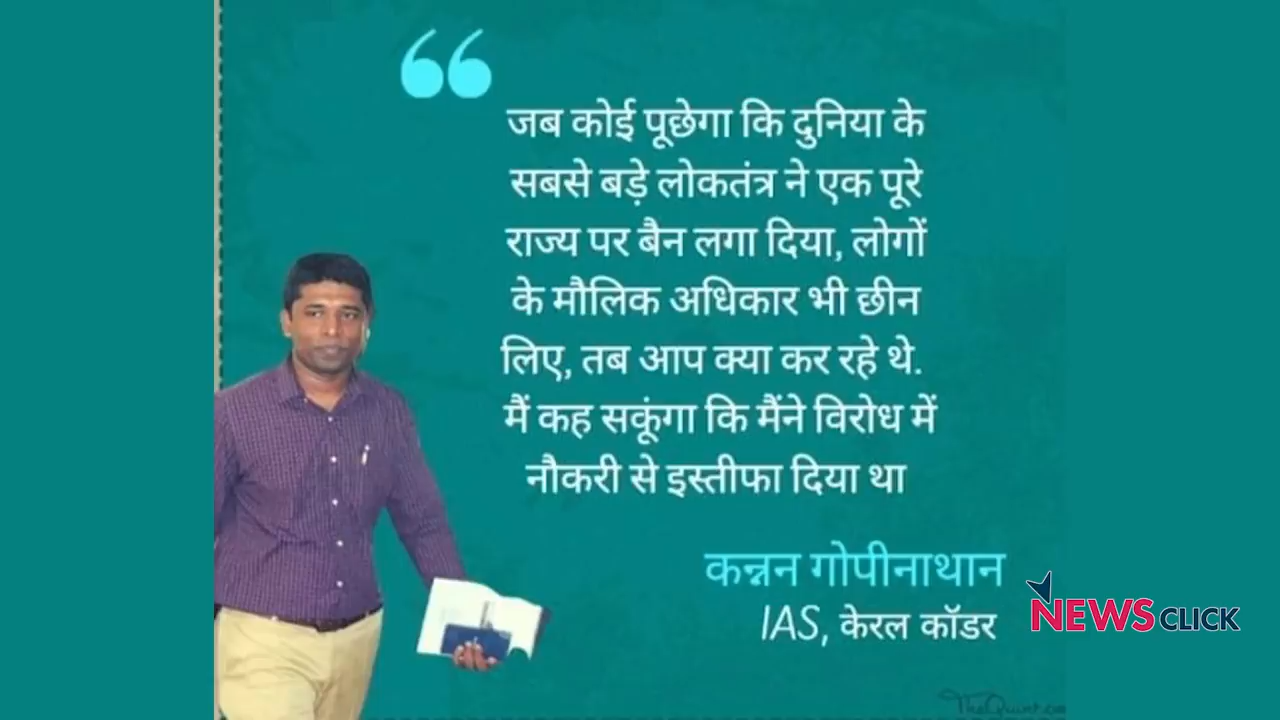 “
जब कोई पूछेगा कि दुनिया के
सबसे बड़े लोकतंत्र ने एक पूरे
राज्य पर बैन लगा दिया, लोगों
के मौलिक अधिकार भी छीन
लिए, तब आप क्या कर रहे थे.
मैं कह सकूंगा कि मैंने विरोध में
नौकरी से इस्तीफा दिया था
कन्नन गोपीनाथान
IAS, केरल कॉडर
NEWSCLICK